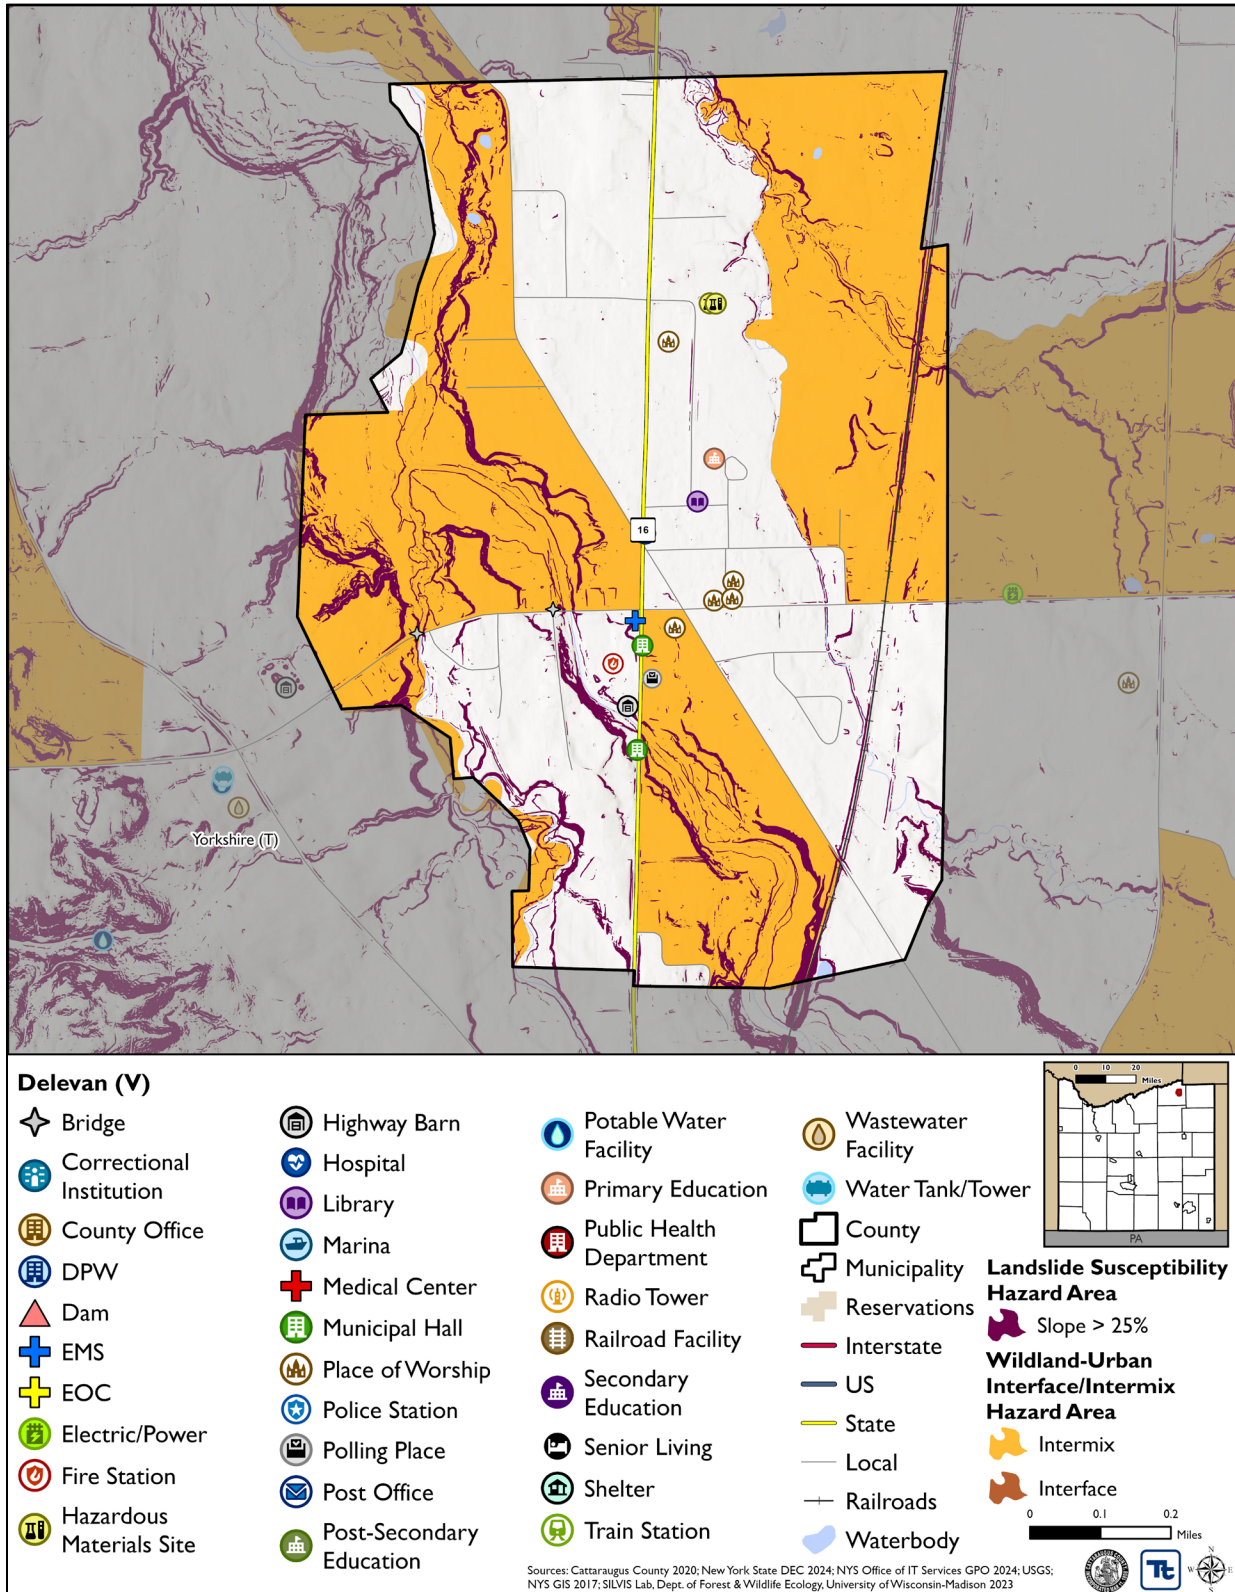 16
Yorkshire (T)
Delevan (V)
Bridge
Correctional
Institution
County Office
DPW
Dam
EMS
EOC
Electric/Power
Fire Station
Hazardous
Materials Site
Highway Barn
Hospital
Library
Marina
Medical Center
Municipal Hall
Place of Worship
Police Station
Polling Place
Post Office
Post-Secondary
Education
Potable Water
Facility
Primary Education
Public Health
Department
Radio Tower
Railroad Facility
Secondary
Education
Senior Living
Shelter
Train Station
Wastewater
Facility
Water Tank/Tower
County
Municipality
Reservations
Interstate
US
State
Local
Railroads
Waterbody
0 10 20
Miles
PA
Landslide Susceptibility
Hazard Area
Slope > 25%
Wildland-Urban
Interface/Intermix
Hazard Area
Intermix
Interface
0 0.1 0.2
Miles
Tt
N
W E
S
Sources: Cattaraugus County 2020; New York State DEC 2024; NYS Office of IT Services GPO 2024; USGS;
NYS GIS 2017; SILVIS Lab, Dept. of Forest & Wildlife Ecology, University of Wisconsin-Madison 2023